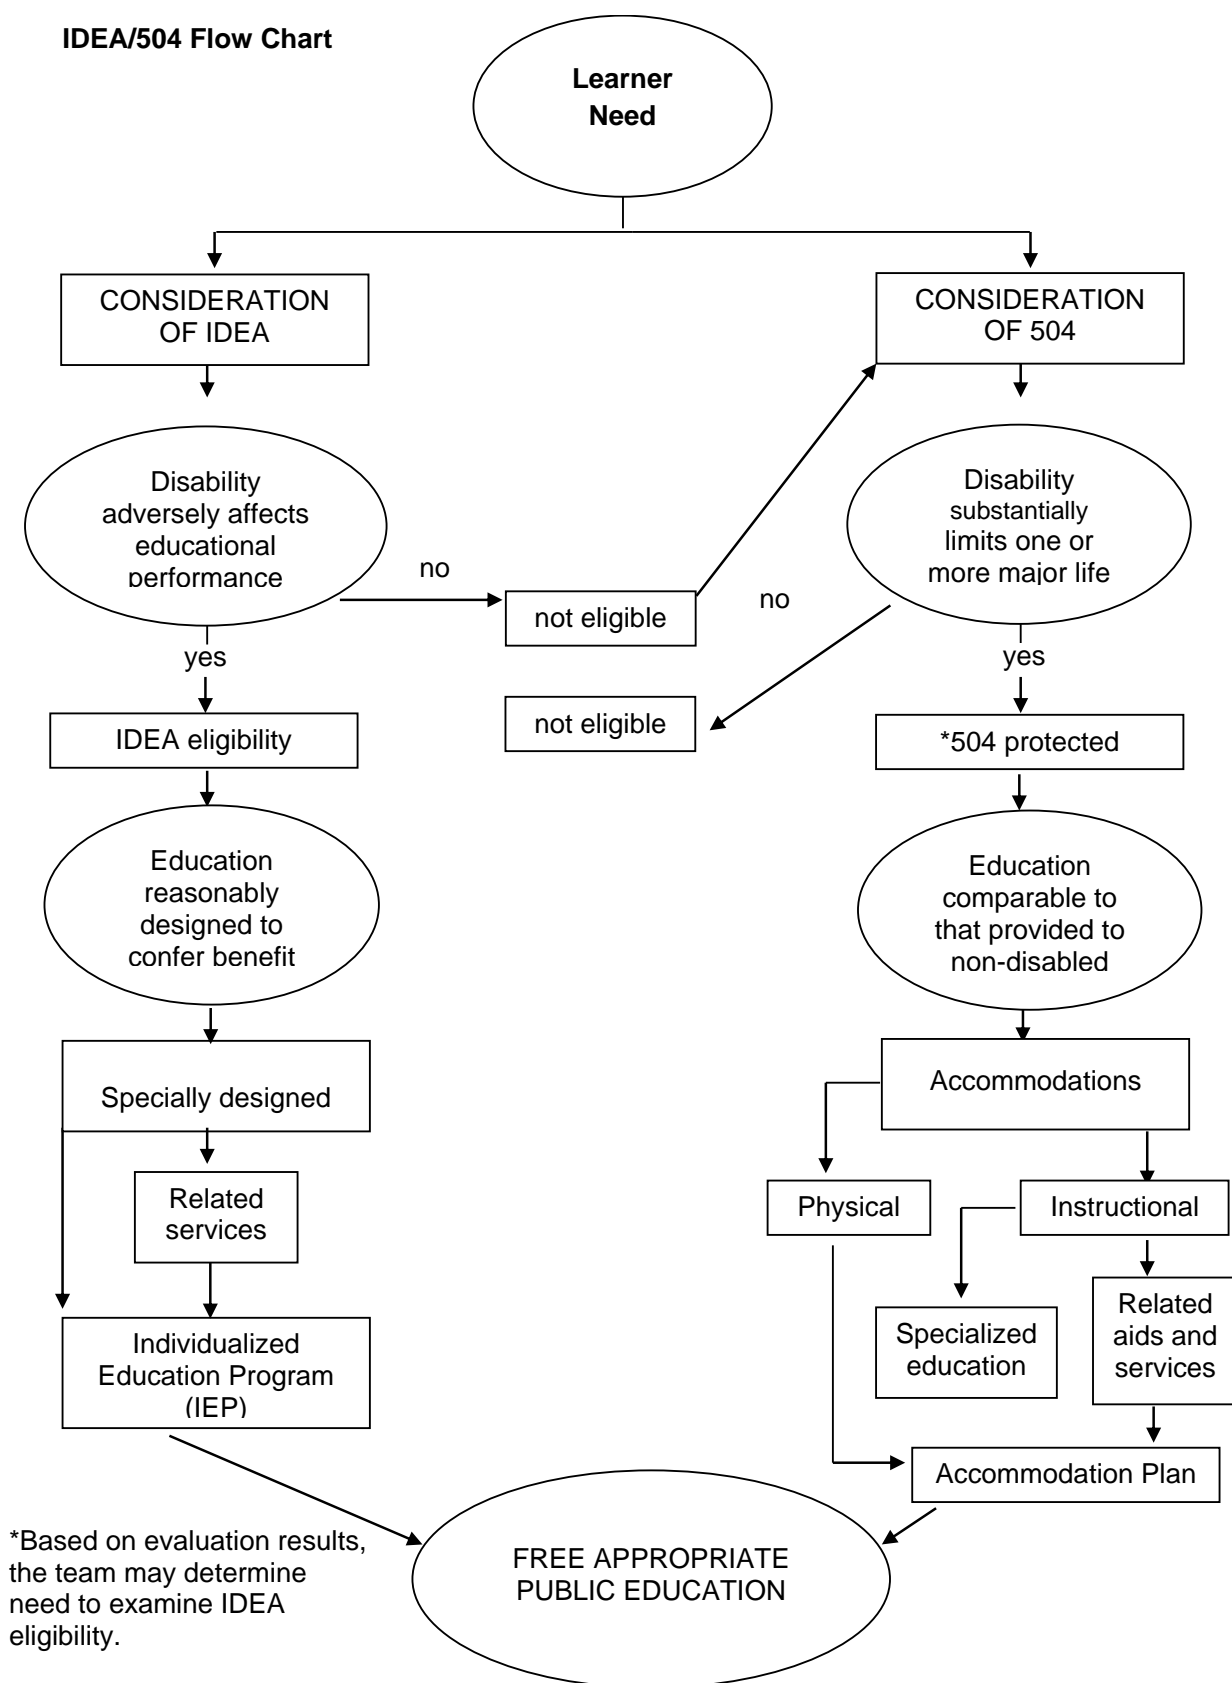 IDEA/504 Flow Chart
Learner
Need
CONSIDERATION
OF IDEA
CONSIDERATION
OF 504
Disability
adversely affects
educational
performance
no
not eligible
no
Disability
substantially
limits one or
more major life
yes
not eligible
yes
IDEA eligibility
*504 protected
Education
reasonably
designed to
confer benefit
Education
comparable to
that provided to
non-disabled
Specially designed
Accommodations
Related
services
Physical
Instructional
Individualized
Education Program
(IEP)
Specialized
education
Related
aids and
services
Accommodation Plan
*Based on evaluation results,
the team may determine
need to examine IDEA
eligibility.
FREE APPROPRIATE
PUBLIC EDUCATION